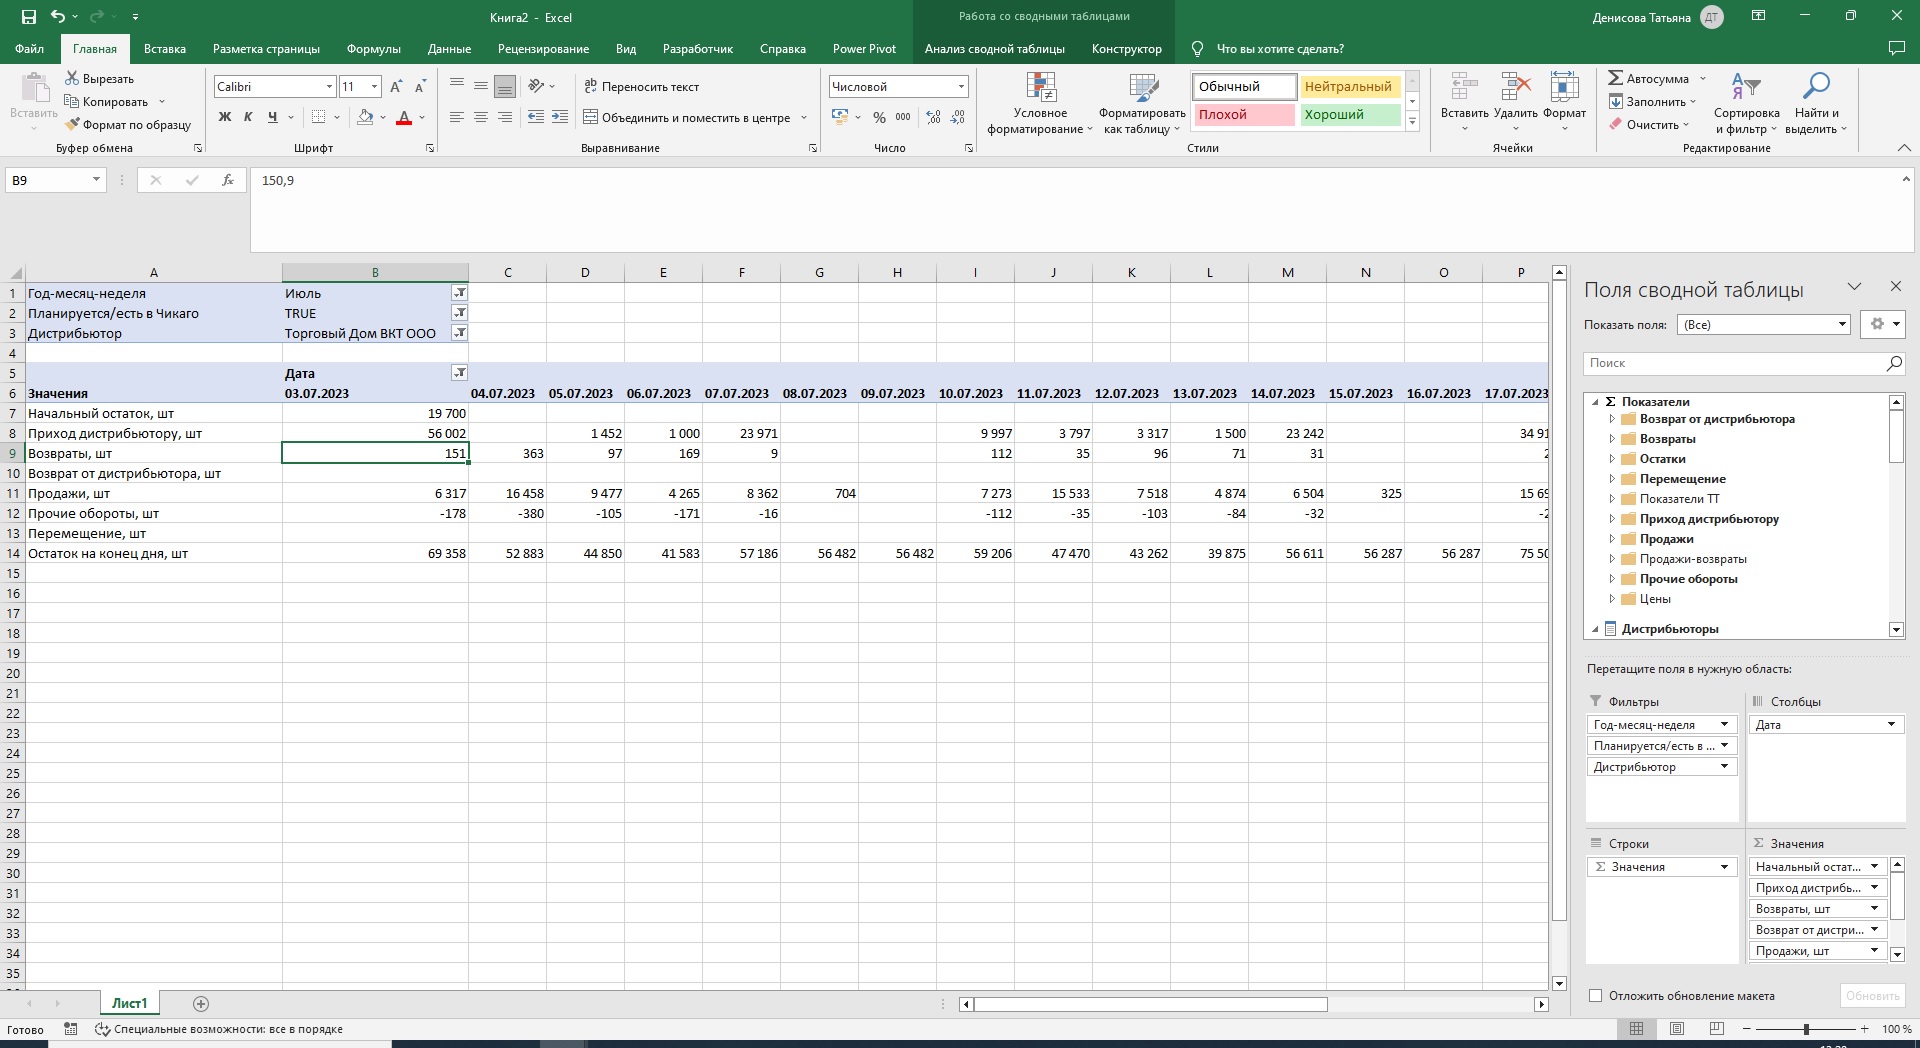 Книга2 - Excel
Работа со сводными таблицами
Денисова Татьяна ДТ
Файл Главная Вставка Разметка страницы Формулы Данные Рецензирование Вид Разработчик Справка Power Pivot Анализ сводной таблицы Конструктор Что вы хотите сделать?
Вставить
Вырезать
Копировать
Формат по образцу
Буфер обмена
Calibri 11
Ж К Ч
Шрифт
Переносить текст
Объединить и поместить в центре
Выравнивание
Числовой
% 000
Число
Условное форматирование
Форматировать как таблицу
Обычный Нейтральный
Плохой Хороший
Стили
Вставить Удалить Формат
Ячейки
Автосумма
Заполнить
Очистить
Сортировка и фильтр
Найти и выделить
Редактирование
B9 fx 150,9
A B C D E F G H I J K L M N O P
1 Год-месяц-неделя Июль
2 Планируется/есть в Чикаго TRUE
3 Дистрибьютор Торговый Дом ВКТ ООО
4
5 Дата
6 Значения 03.07.2023 04.07.2023 05.07.2023 06.07.2023 07.07.2023 08.07.2023 09.07.2023 10.07.2023 11.07.2023 12.07.2023 13.07.2023 14.07.2023 15.07.2023 16.07.2023 17.07.2023
7 Начальный остаток, шт 19 700
8 Приход дистрибьютору, шт 56 002 1 452 1 000 23 971 9 997 3 797 3 317 1 500 23 242 34 91
9 Возвраты, шт 151 363 97 169 9 112 35 96 71 31 2
10 Возврат от дистрибьютора, шт
11 Продажи, шт 6 317 16 458 9 477 4 265 8 362 704 7 273 15 533 7 518 4 874 6 504 325 15 69
12 Прочие обороты, шт -178 -380 -105 -171 -16 -112 -35 -103 -84 -32 -2
13 Перемещение, шт
14 Остаток на конец дня, шт 69 358 52 883 44 850 41 583 57 186 56 482 56 482 59 206 47 470 43 262 39 875 56 611 56 287 56 287 75 50
15
16
17
18
19
20
21
22
23
24
25
26
27
28
29
30
31
32
33
34
35
Поля сводной таблицы
Показать поля: (Все)
Поиск
Σ Показатели
Возврат от дистрибьютора
Возвраты
Остатки
Перемещение
Показатели ТТ
Приход дистрибьютору
Продажи
Продажи-возвраты
Прочие обороты
Цены
Дистрибьюторы
Перетащите поля в нужную область:
Фильтры
Год-месяц-неделя
Планируется/есть в ...
Дистрибьютор
Столбцы
Дата
Строки
Σ Значения
Σ Значения
Начальный остат...
Приход дистрибь...
Возвраты, шт
Возврат от дистри...
Продажи, шт
Отложить обновление макета Обновить
Лист1
Готово Специальные возможности: все в порядке 100 %